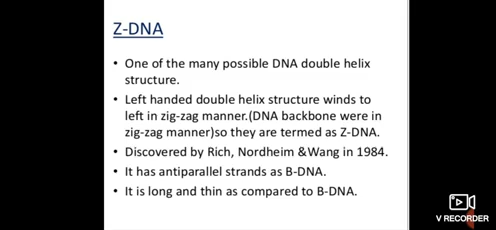 Z-DNA
• One of the many possible DNA double helix
structure.
• Left handed double helix structure winds to
left in zig-zag manner.(DNA backbone were in
zig-zag manner)so they are termed as Z-DNA.
• Discovered by Rich, Nordheim &Wang in 1984.
• It has antiparallel strands as B-DNA.
• It is long and thin as compared to B-DNA.
V RECORDER